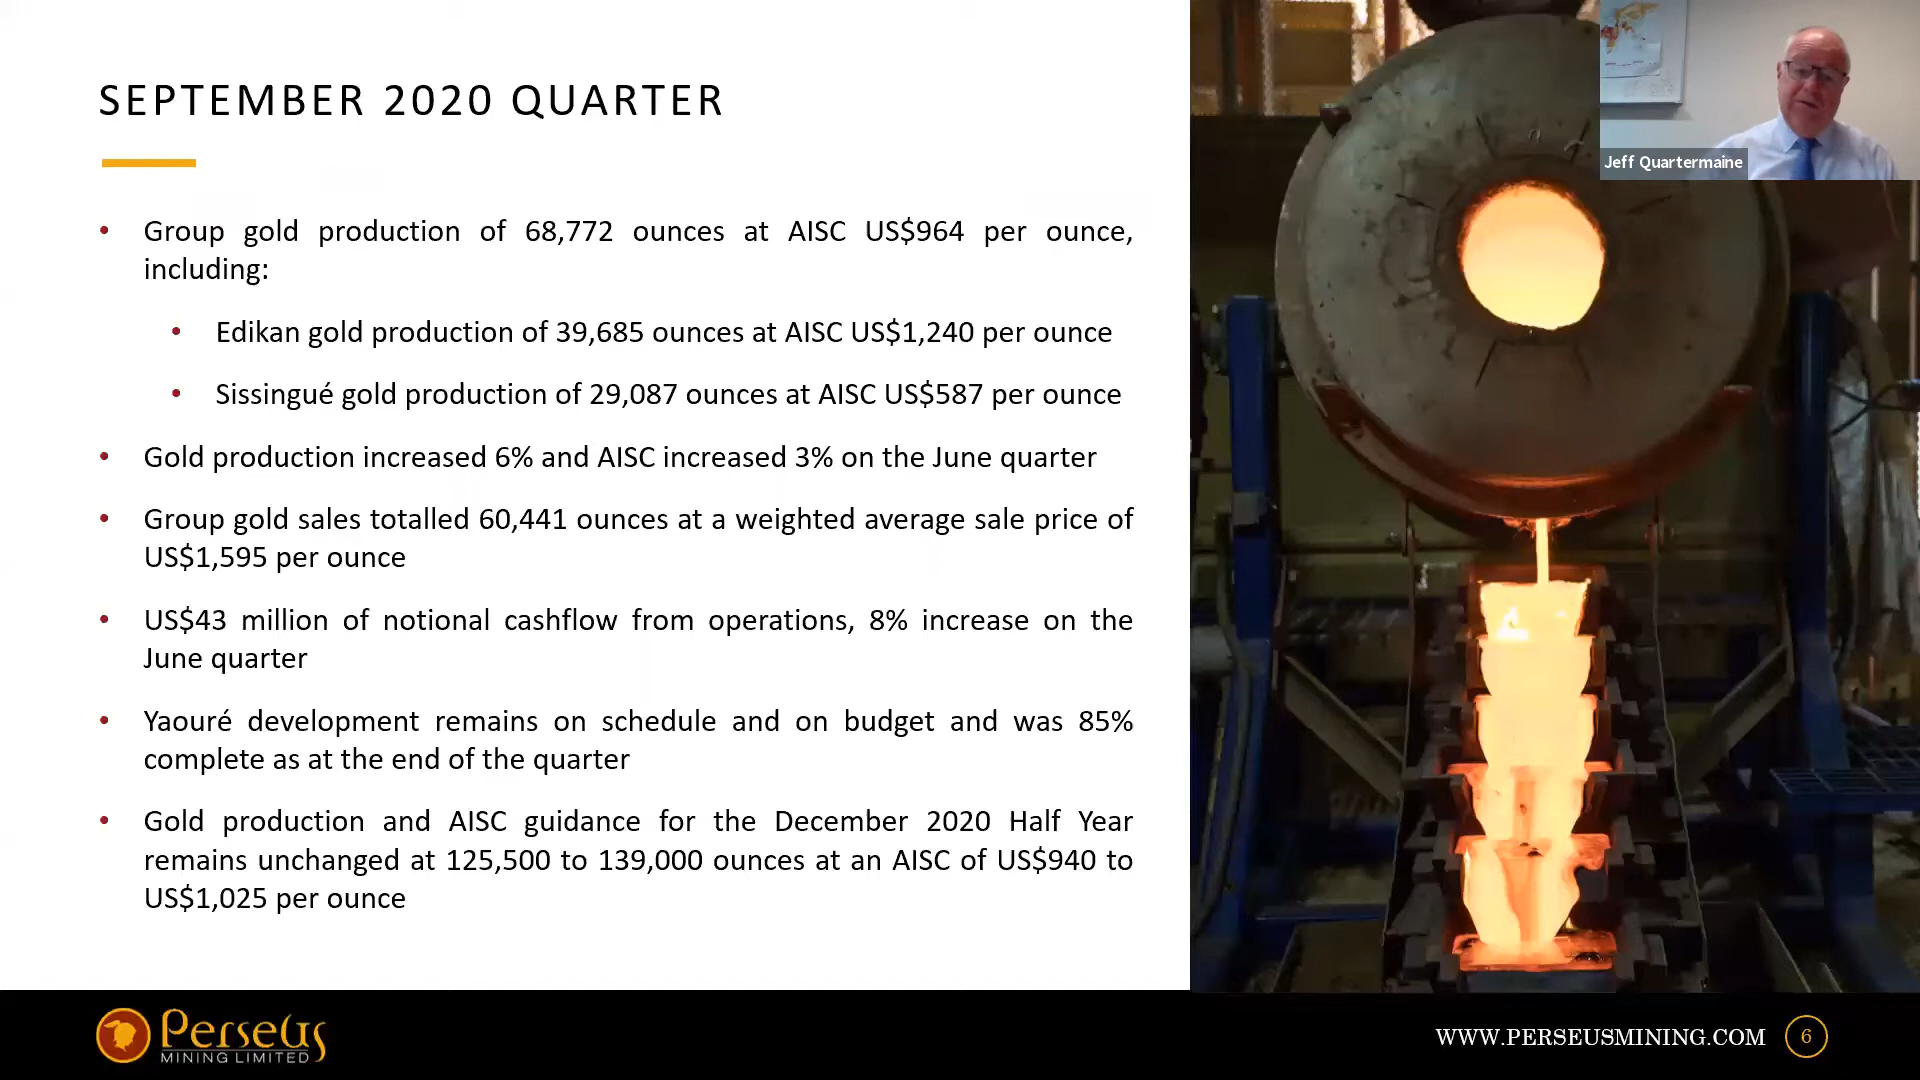 SEPTEMBER 2020 QUARTER
Jeff Quartermaine
• Group gold production of 68,772 ounces at AISC US$964 per ounce,
including:
• Edikan gold production of 39,685 ounces at AISC US$1,240 per ounce
• Sissingué gold production of 29,087 ounces at AISC US$587 per ounce
• Gold production increased 6% and AISC increased 3% on the June quarter
• Group gold sales totalled 60,441 ounces at a weighted average sale price of
US$1,595 per ounce
• US$43 million of notional cashflow from operations, 8% increase on the
June quarter
• Yaouré development remains on schedule and on budget and was 85%
complete as at the end of the quarter
• Gold production and AISC guidance for the December 2020 Half Year
remains unchanged at 125,500 to 139,000 ounces at an AISC of US$940 to
US$1,025 per ounce
Perseus
MINING LIMITED
WWW.PERSEUSMINING.COM 6